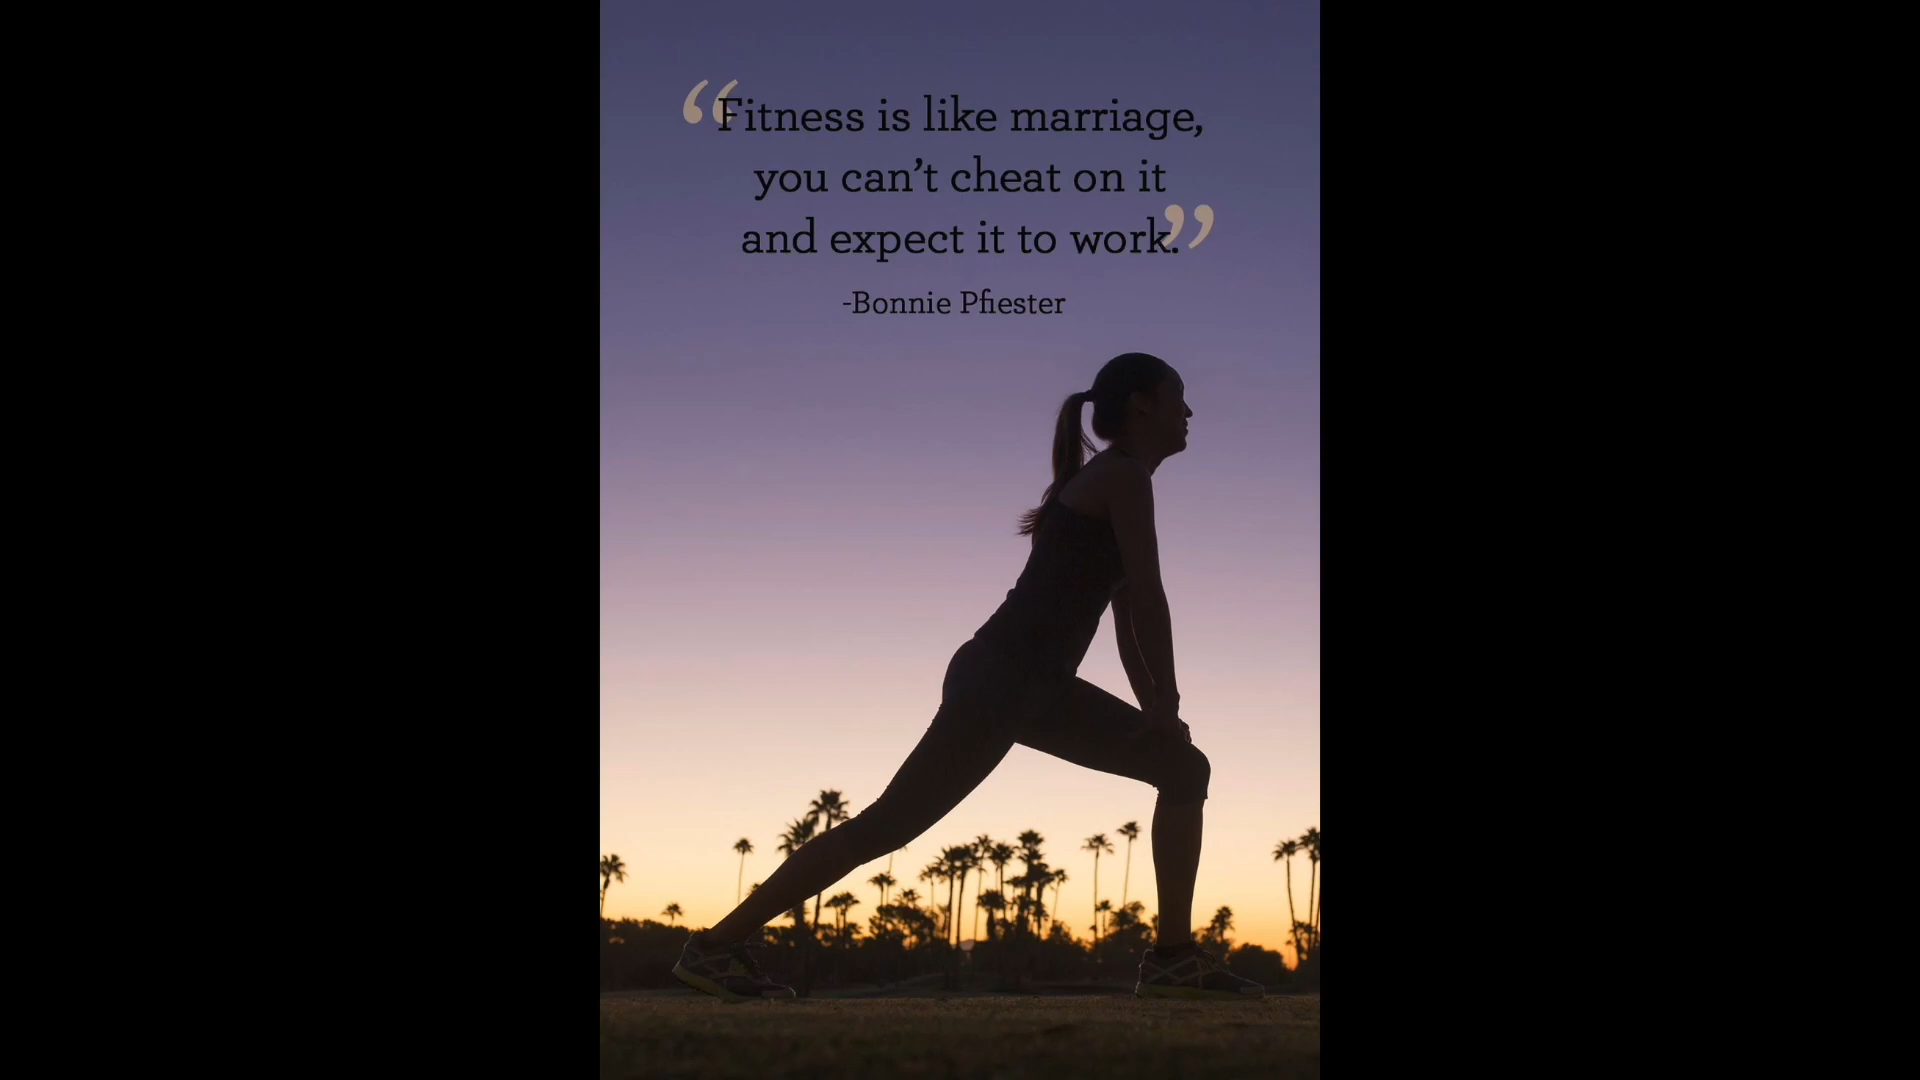 “Fitness is like marriage,
you can’t cheat on it
and expect it to work.”
-Bonnie Pfiester